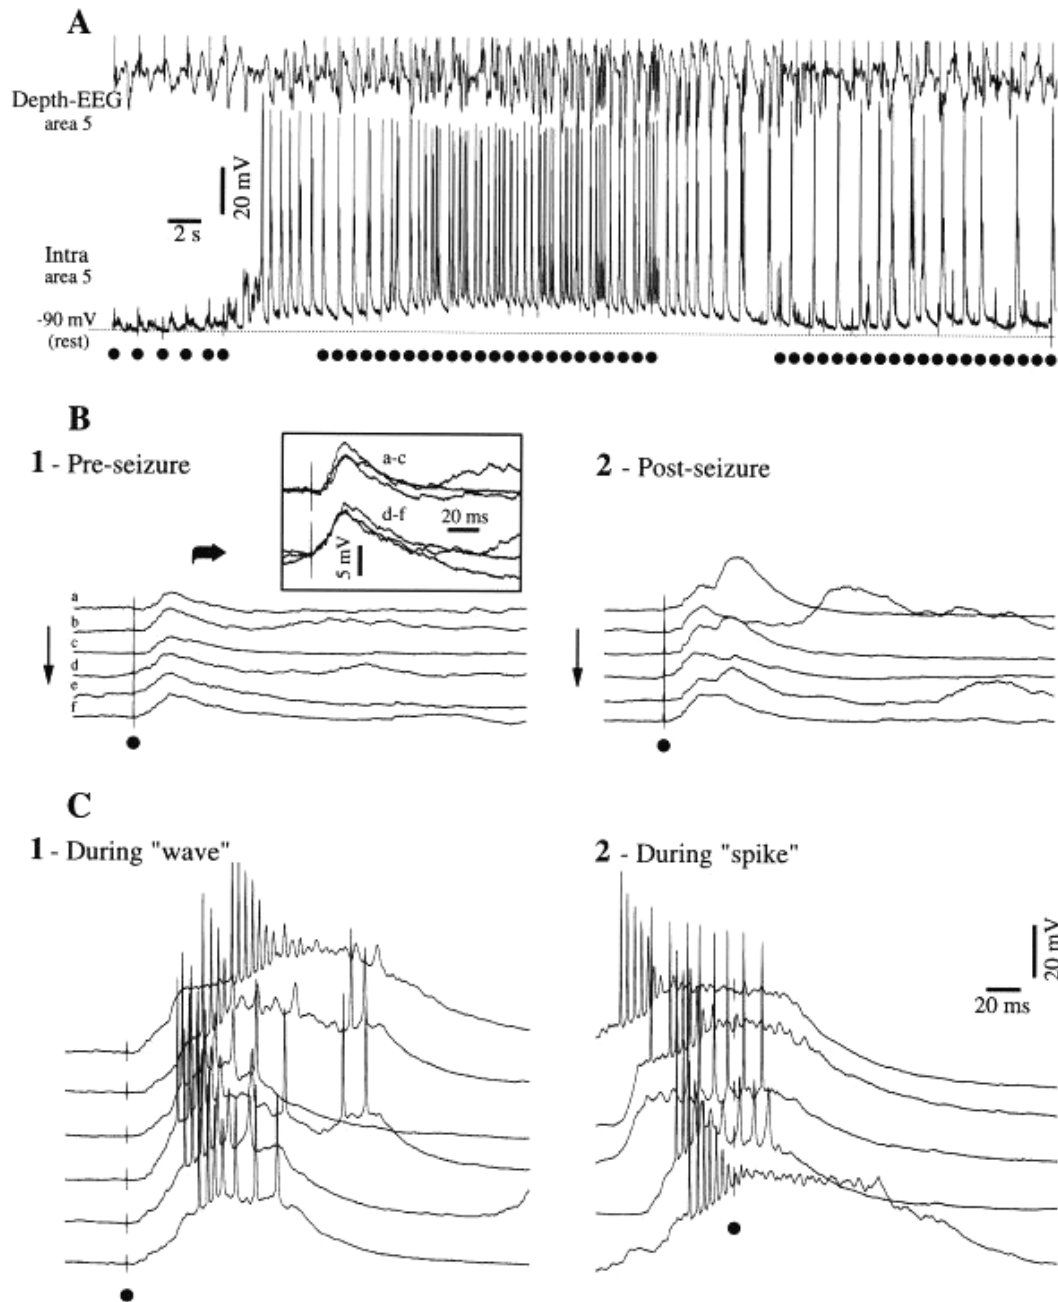 A
Depth-EEG
area 5
20 mV
2 s
Intra
area 5
-90 mV
(rest)
B
1 - Pre-seizure
2 - Post-seizure
a-c
d-f
20 ms
5 mV
a
b
c
d
e
f
C
1 - During "wave"
2 - During "spike"
20 mV
20 ms